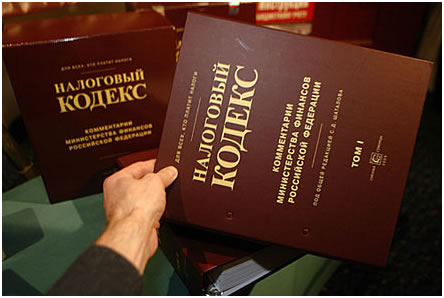 ДЛЯ ВСЕХ, КТО ПЛАТИТ НАЛОГИ
НАЛОГОВЫЙ
КОДЕКС
КОММЕНТАРИИ
МИНИСТЕРСТВА ФИНАНСОВ
РОССИЙСКОЙ ФЕДЕРАЦИИ
ДЛЯ ВСЕХ, КТО ПЛАТИТ НАЛОГИ
НАЛОГОВЫЙ
КОДЕКС
КОММЕНТАРИИ
МИНИСТЕРСТВА ФИНАНСОВ
РОССИЙСКОЙ ФЕДЕРАЦИИ
ПОД ОБЩЕЙ РЕДАКЦИЕЙ С.Д. ШАТАЛОВА
ТОМ I